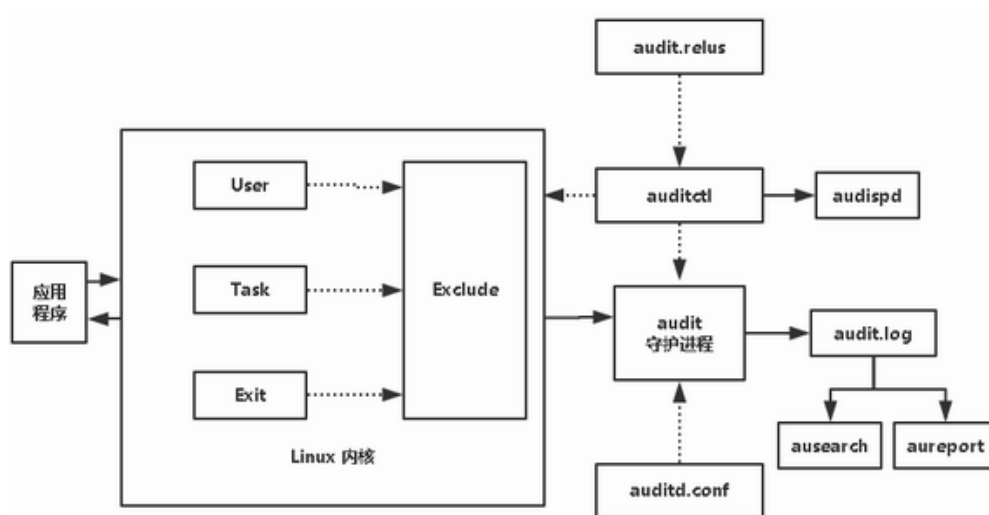 audit.relus
User
auditctl
audispd
应用
程序
Task
Exclude
audit
守护进程
audit.log
Exit
Linux 内核
ausearch
aureport
auditd.conf